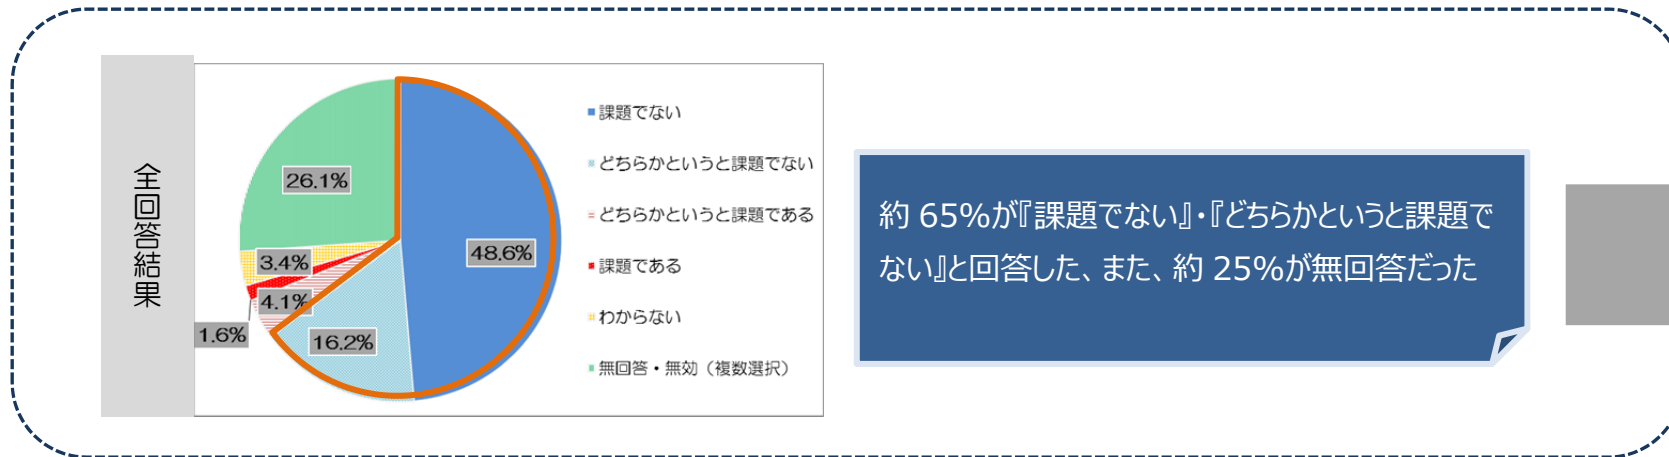 全回答結果
26.1%
3.4%
4.1%
1.6%
16.2%
48.6%
課題でない
どちらかというと課題でない
どちらかというと課題である
課題である
わからない
無回答・無効（複数選択）
約 65%が『課題でない』・『どちらかというと課題で
ない』と回答した、また、約 25%が無回答だった